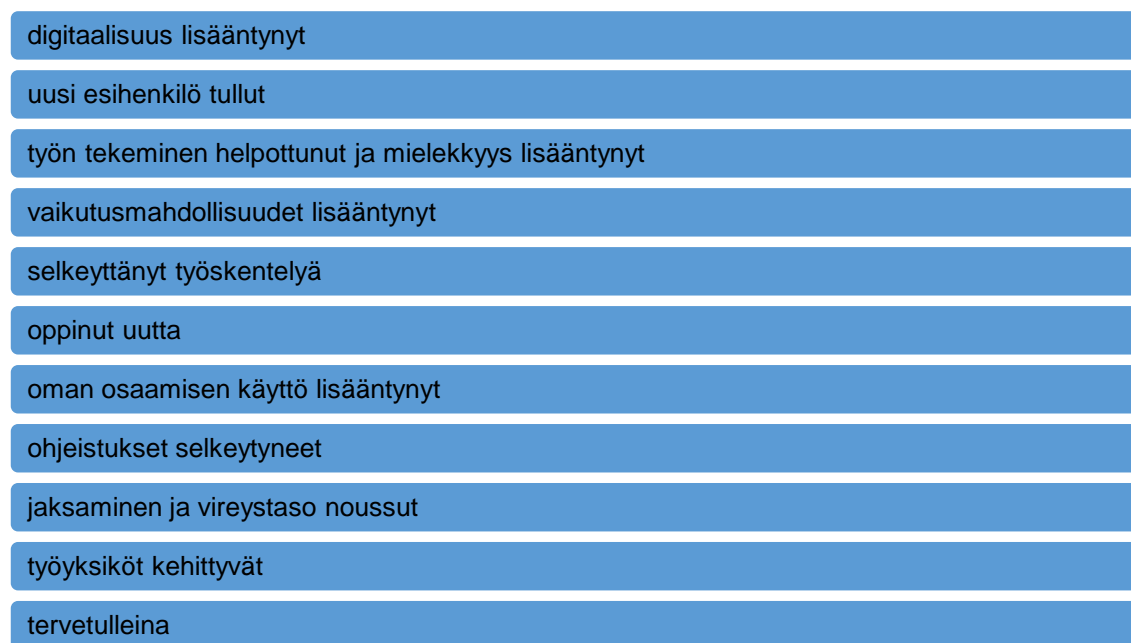 digitaalisuus lisääntynyt
uusi esihenkilö tullut
työn tekeminen helpottunut ja mielekkyys lisääntynyt
vaikutusmahdollisuudet lisääntynyt
selkeyttänyt työskentelyä
oppinut uutta
oman osaamisen käyttö lisääntynyt
ohjeistukset selkeytyneet
jaksaminen ja vireystaso noussut
työyksiköt kehittyvät
tervetulleina